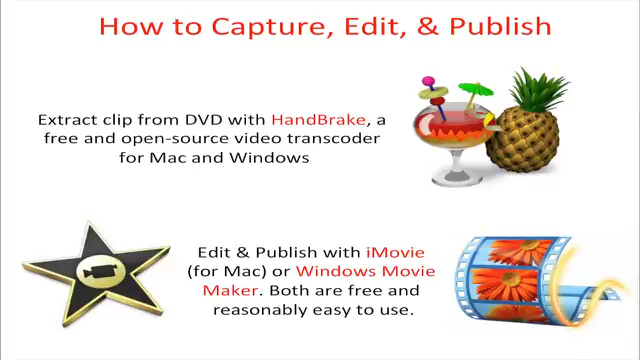 How to Capture, Edit, & Publish
Extract clip from DVD with HandBrake, a
free and open-source video transcoder
for Mac and Windows
Edit & Publish with iMovie
(for Mac) or Windows Movie
Maker. Both are free and
reasonably easy to use.